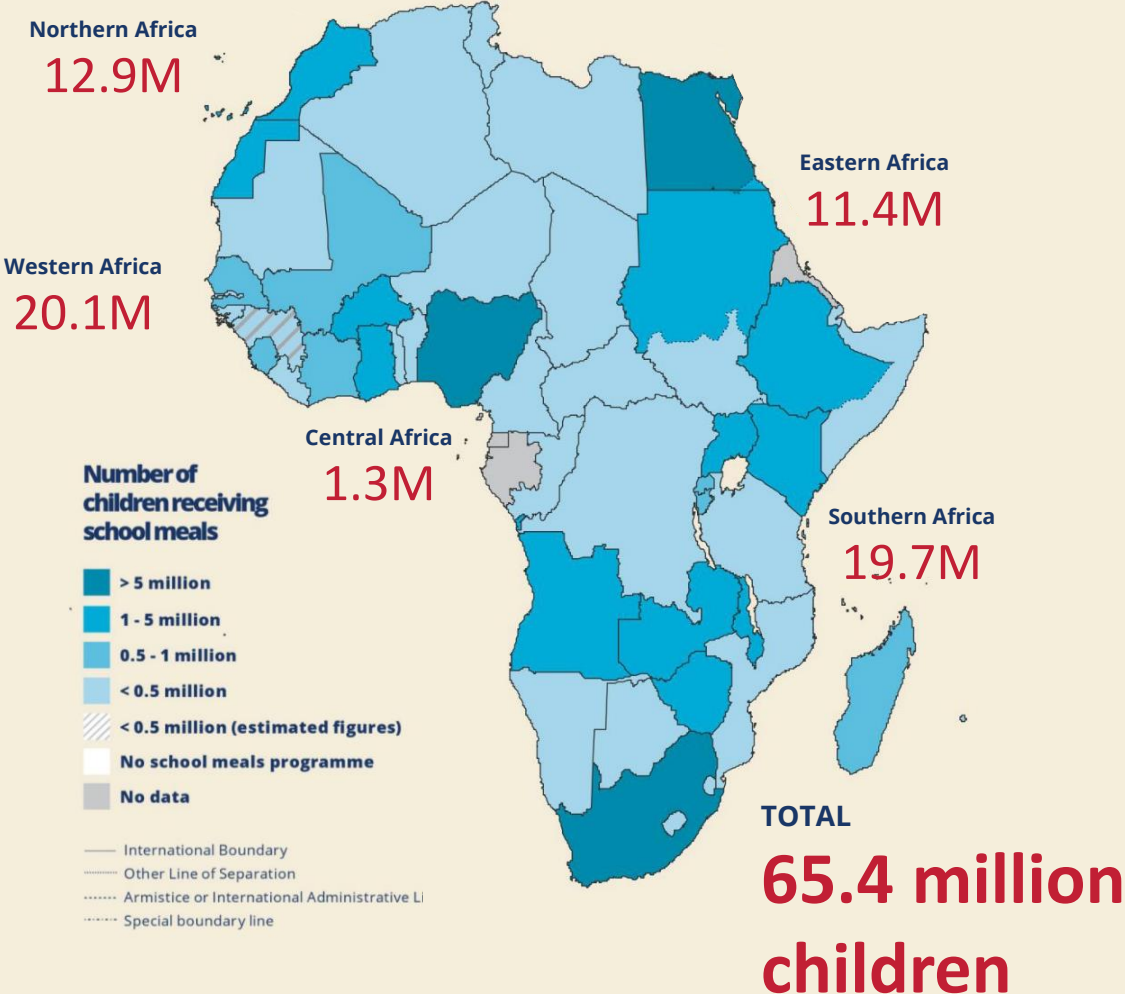 Northern Africa
12.9M
Eastern Africa
11.4M
Western Africa
20.1M
Central Africa
1.3M
Southern Africa
19.7M
Number of
children receiving
school meals
> 5 million
1 - 5 million
0.5 - 1 million
< 0.5 million
< 0.5 million (estimated figures)
No school meals programme
No data
International Boundary
Other Line of Separation
Armistice or International Administrative Li
Special boundary line
TOTAL
65.4 million
children